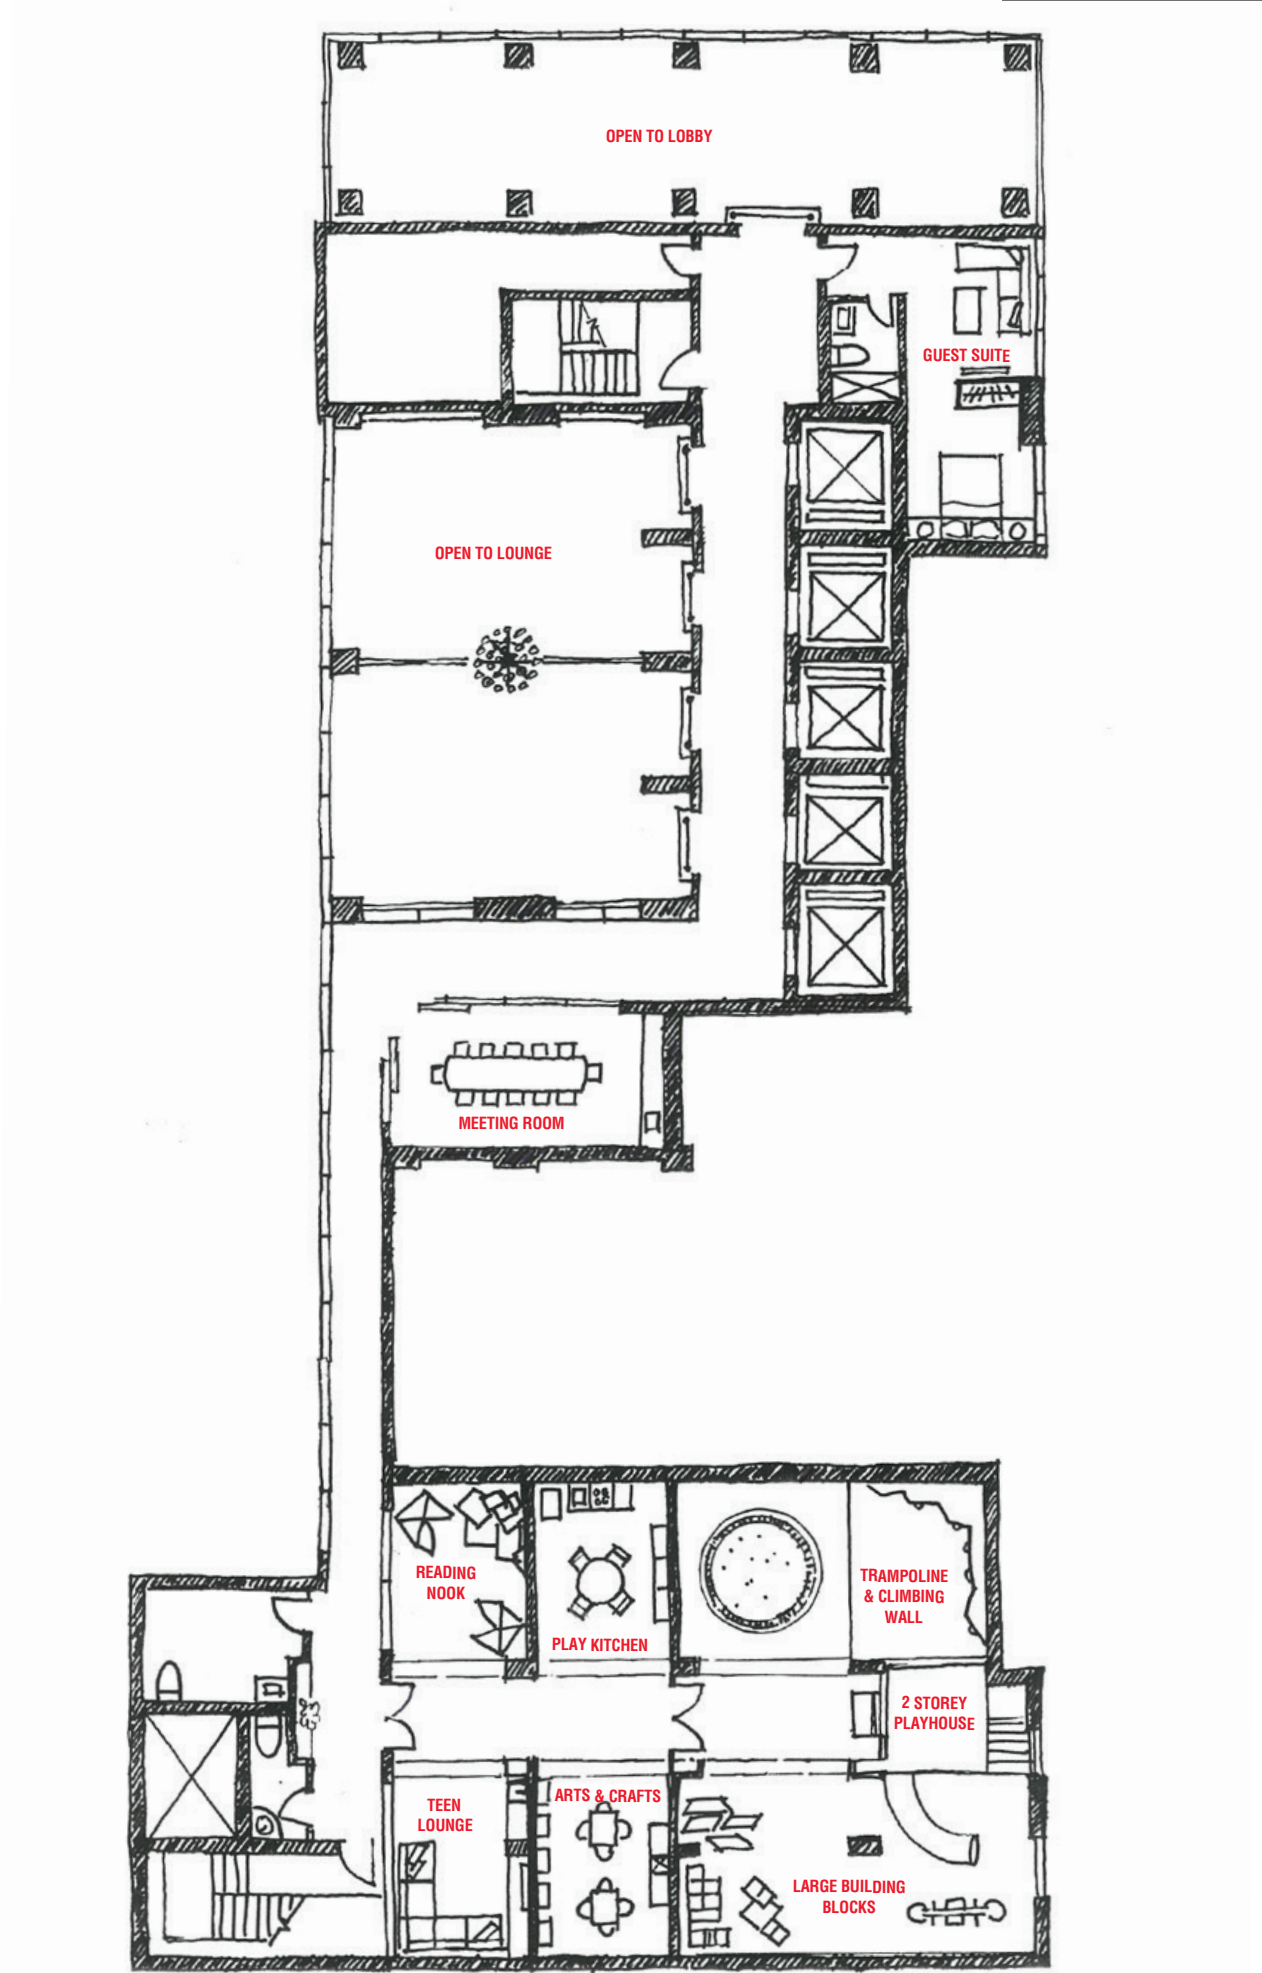 OPEN TO LOBBY
GUEST SUITE
OPEN TO LOUNGE
MEETING ROOM
READING
NOOK
PLAY KITCHEN
TRAMPOLINE
& CLIMBING
WALL
2 STOREY
PLAYHOUSE
TEEN
LOUNGE
ARTS & CRAFTS
LARGE BUILDING
BLOCKS